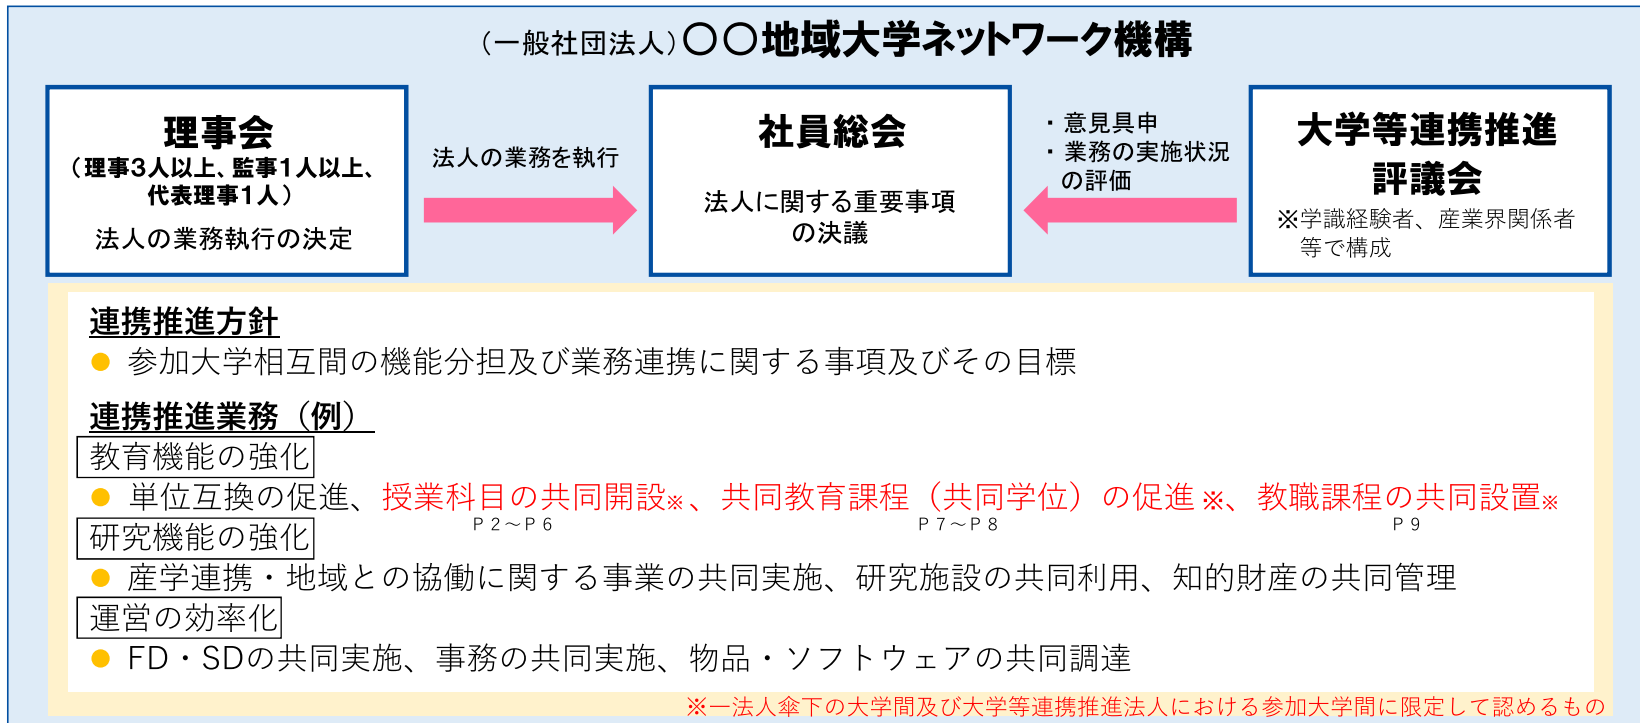 （一般社団法人）〇〇地域大学ネットワーク機構
理事会
（理事3人以上、監事1人以上、
代表理事1人）
法人の業務執行の決定
法人の業務を執行
社員総会
法人に関する重要事項
の決議
・意見具申
・業務の実施状況
の評価
大学等連携推進
評議会
※学識経験者、産業界関係者
等で構成
連携推進方針
● 参加大学相互間の機能分担及び業務連携に関する事項及びその目標
連携推進業務（例）
教育機能の強化
● 単位互換の促進、授業科目の共同開設※、共同教育課程（共同学位）の促進※、教職課程の共同設置※
Ｐ２～Ｐ６ Ｐ７～Ｐ８ Ｐ９
研究機能の強化
● 産学連携・地域との協働に関する事業の共同実施、研究施設の共同利用、知的財産の共同管理
運営の効率化
● FD・SDの共同実施、事務の共同実施、物品・ソフトウェアの共同調達
※一法人傘下の大学間及び大学等連携推進法人における参加大学間に限定して認めるもの